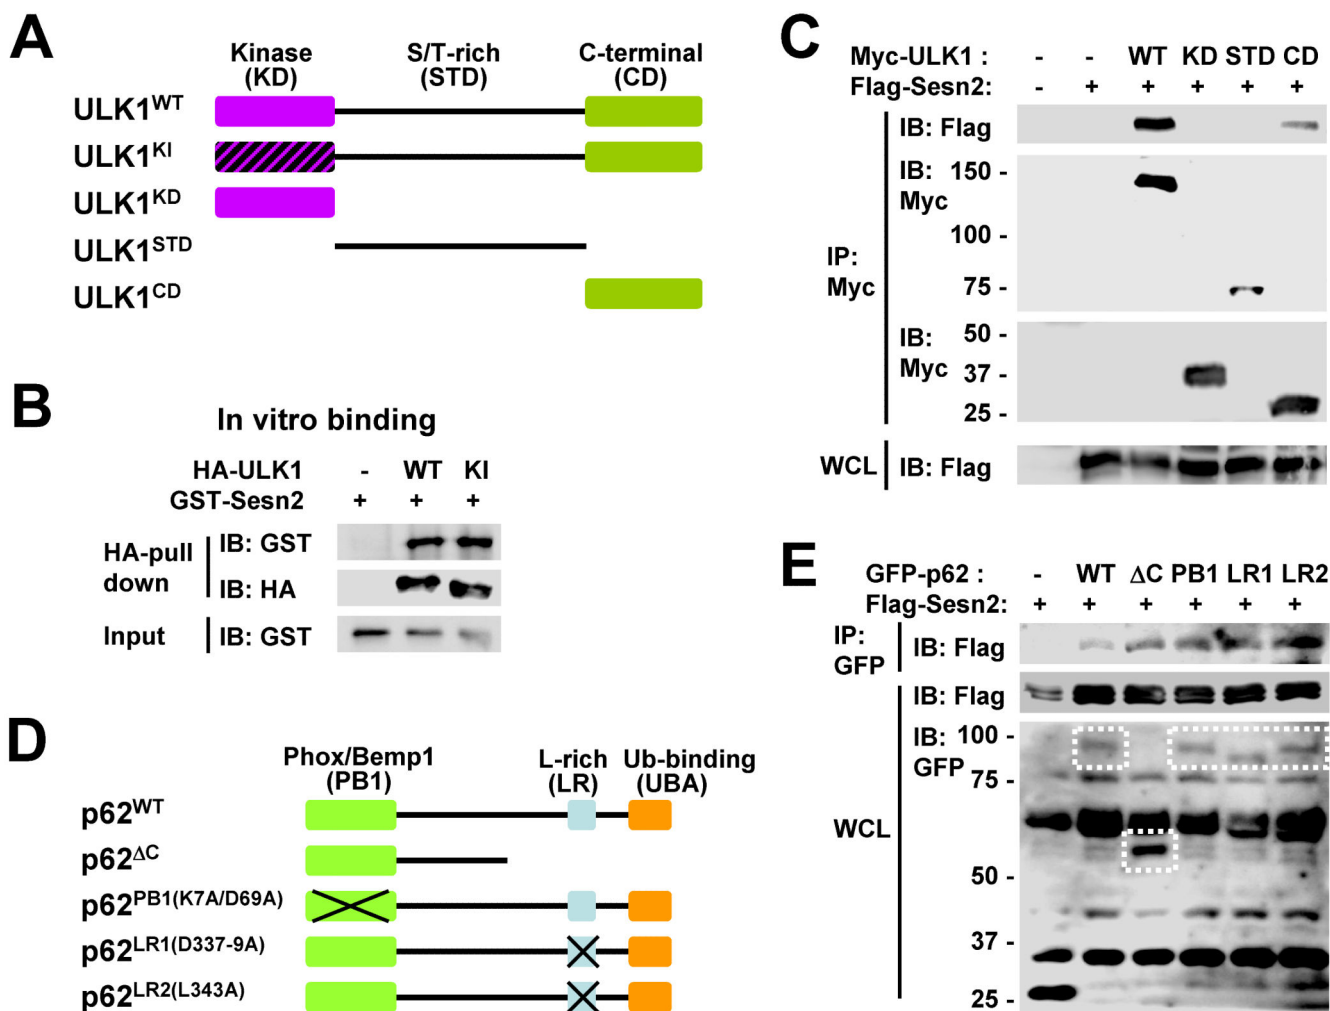 A
Kinase (KD) S/T-rich (STD) C-terminal (CD)
ULK1WT
ULK1KI
ULK1KD
ULK1STD
ULK1CD
B
In vitro binding
HA-ULK1 - WT KI
GST-Sesn2 + + +
HA-pull down
IB: GST
IB: HA
Input IB: GST
C
Myc-ULK1 : - - WT KD STD CD
Flag-Sesn2: - + + + + +
IP: Myc
IB: Flag
IB: Myc
150 -
100 -
75 -
IB: Myc
50 -
37 -
25 -
WCL IB: Flag
D
Phox/Bemp1 (PB1) L-rich (LR) Ub-binding (UBA)
p62WT
p62ΔC
p62PB1(K7A/D69A)
p62LR1(D337-9A)
p62LR2(L343A)
E
GFP-p62 : - WT ΔC PB1 LR1 LR2
Flag-Sesn2: + + + + + +
IP: GFP
IB: Flag
WCL
IB: Flag
IB: GFP
100 -
75 -
50 -
37 -
25 -